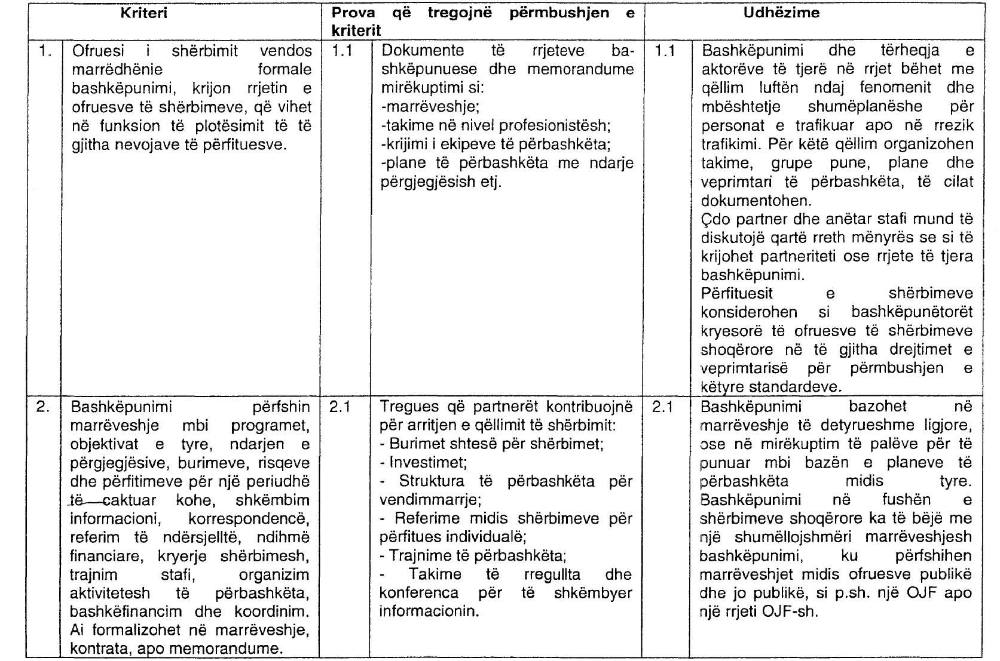 Kriteri
Prova që tregojnë përmbushjen e
kriterit
Udhëzime
1.
Ofruesi i shërbimit vendos
marrëdhënie formale
bashkëpunimi, krijon rrjetin e
ofruesve të shërbimeve, që vihet
në funksion të plotësimit të të
gjitha nevojave të përfituesve.
1.1
Dokumente të rrjeteve ba-
shkëpunuese dhe memorandume
mirëkuptimi si:
-marrëveshje;
-takime në nivel profesionistësh;
-krijimi i ekipeve të përbashkëta;
-plane të përbashkëta me ndarje
përgjegjësish etj.
1.1
Bashkëpunimi dhe tërheqja e
aktorëve të tjerë në rrjet bëhet me
qëllim luftën ndaj fenomenit dhe
mbështetje shumëplanëshe për
personat e trafikuar apo në rrezik
trafikimi. Për këtë qëllim organizohen
takime, grupe pune, plane dhe
veprimtari të përbashkëta, të cilat
dokumentohen.
Çdo partner dhe anëtar stafi mund të
diskutojë qartë rreth mënyrës se si të
krijohet partneriteti ose rrjete të tjera
bashkëpunimi.
Përfituesit e shërbimeve
konsiderohen si bashkëpunëtorët
kryesorë të ofruesve të shërbimeve
shoqërore në të gjitha drejtimet e
veprimtarisë për përmbushjen e
këtyre standardeve.
2.
Bashkëpunimi përfshin
marrëveshje mbi programet,
objektivat e tyre, ndarjen e
përgjegjësive, burimeve, risqeve
dhe përfitimeve për një periudhë
të caktuar kohe, shkëmbim
informacioni, korrespondencë,
referim të ndërsjelltë, ndihmë
financiare, kryerje shërbimesh,
trajnim stafi, organizim
aktivitetesh të përbashkëta,
bashkëfinancim dhe koordinim.
Ai formalizohet në marrëveshje,
kontrata, apo memorandume.
2.1
Tregues që partnerët kontribuojnë
për arritjen e qëllimit të shërbimit:
- Burimet shtesë për shërbimet;
- Investimet;
- Struktura të përbashkëta për
vendimmarrje;
- Referime midis shërbimeve për
përfitues individualë;
- Trajnime të përbashkëta;
- Takime të rregullta dhe
konferenca për të shkëmbyer
informacionin.
2.1
Bashkëpunimi bazohet në
marrëveshje të detyrueshme ligjore,
ose në mirëkuptim të palëve për të
punuar mbi bazën e planeve të
përbashkëta midis tyre.
Bashkëpunimi në fushën e
shërbimeve shoqërore ka të bëjë me
një shumëllojshmëri marrëveshjesh
bashkëpunimi, ku përfshihen
marrëveshjet midis ofruesve publikë
dhe jo publikë, si p.sh. një OJF apo
një rrjeti OJF-sh.